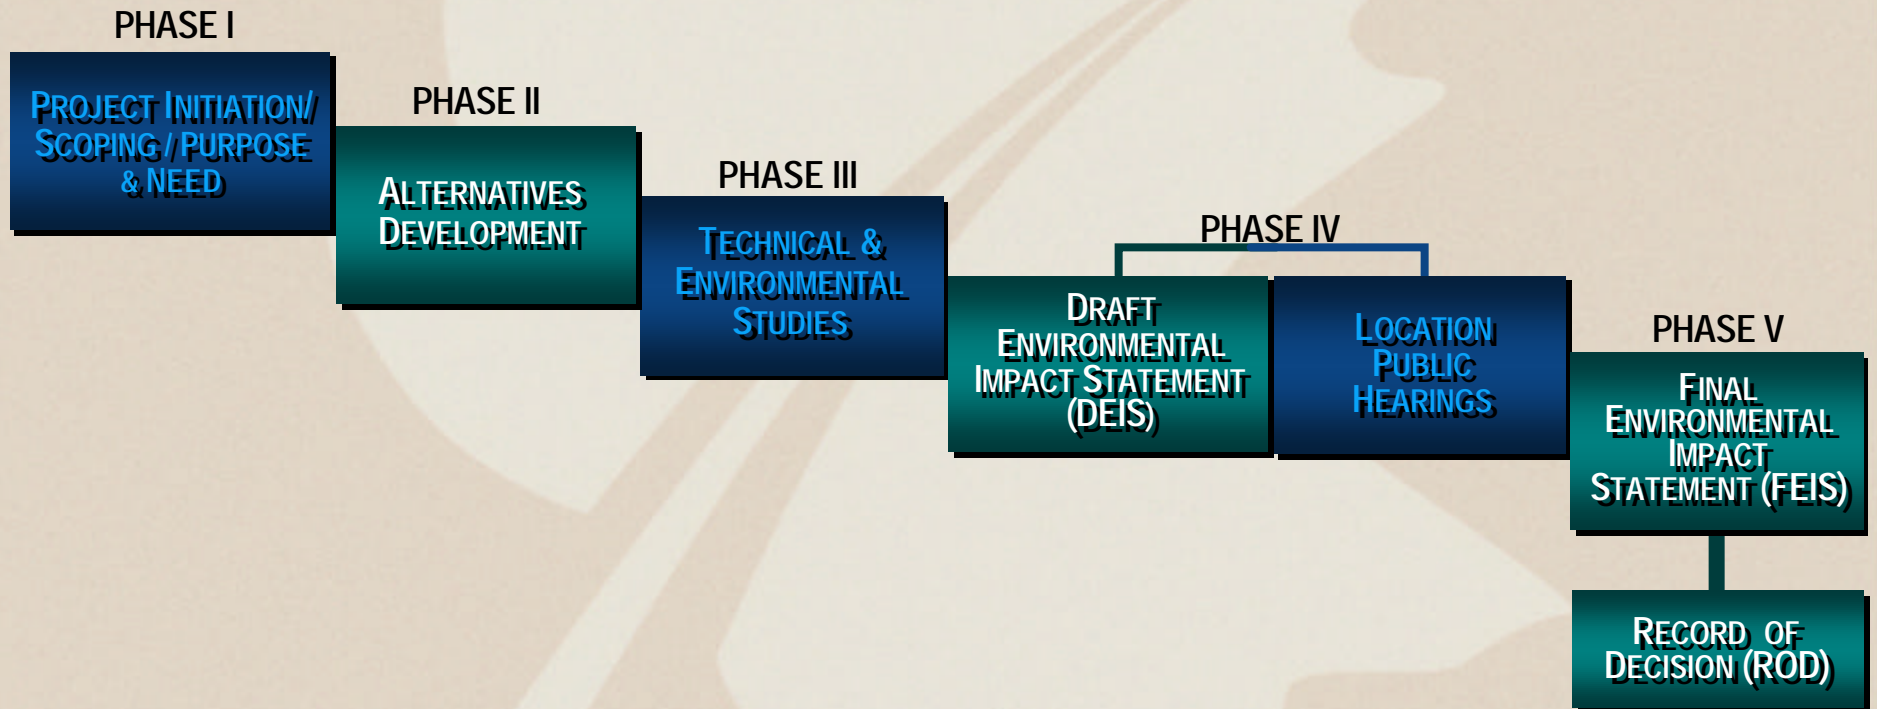 PHASE I
PROJECT INITIATION/
SCOPING / PURPOSE
& NEED
PHASE II
ALTERNATIVES
DEVELOPMENT
PHASE III
TECHNICAL &
ENVIRONMENTAL
STUDIES
PHASE IV
DRAFT
ENVIRONMENTAL
IMPACT STATEMENT
(DEIS)
LOCATION
PUBLIC
HEARINGS
PHASE V
FINAL
ENVIRONMENTAL
IMPACT
STATEMENT (FEIS)
RECORD OF
DECISION (ROD)